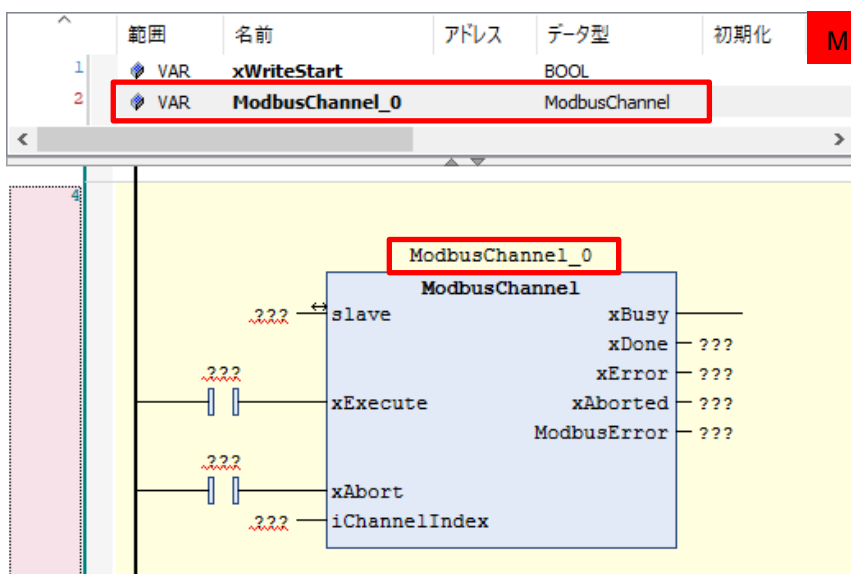 範囲 名前 アドレス データ型 初期化 M
1 VAR xWriteStart BOOL
2 VAR ModbusChannel_0 ModbusChannel
4
ModbusChannel_0
ModbusChannel
??? slave xBusy
xDone ???
??? xError ???
xExecute xAborted ???
ModbusError ???
???
xAbort
??? iChannelIndex